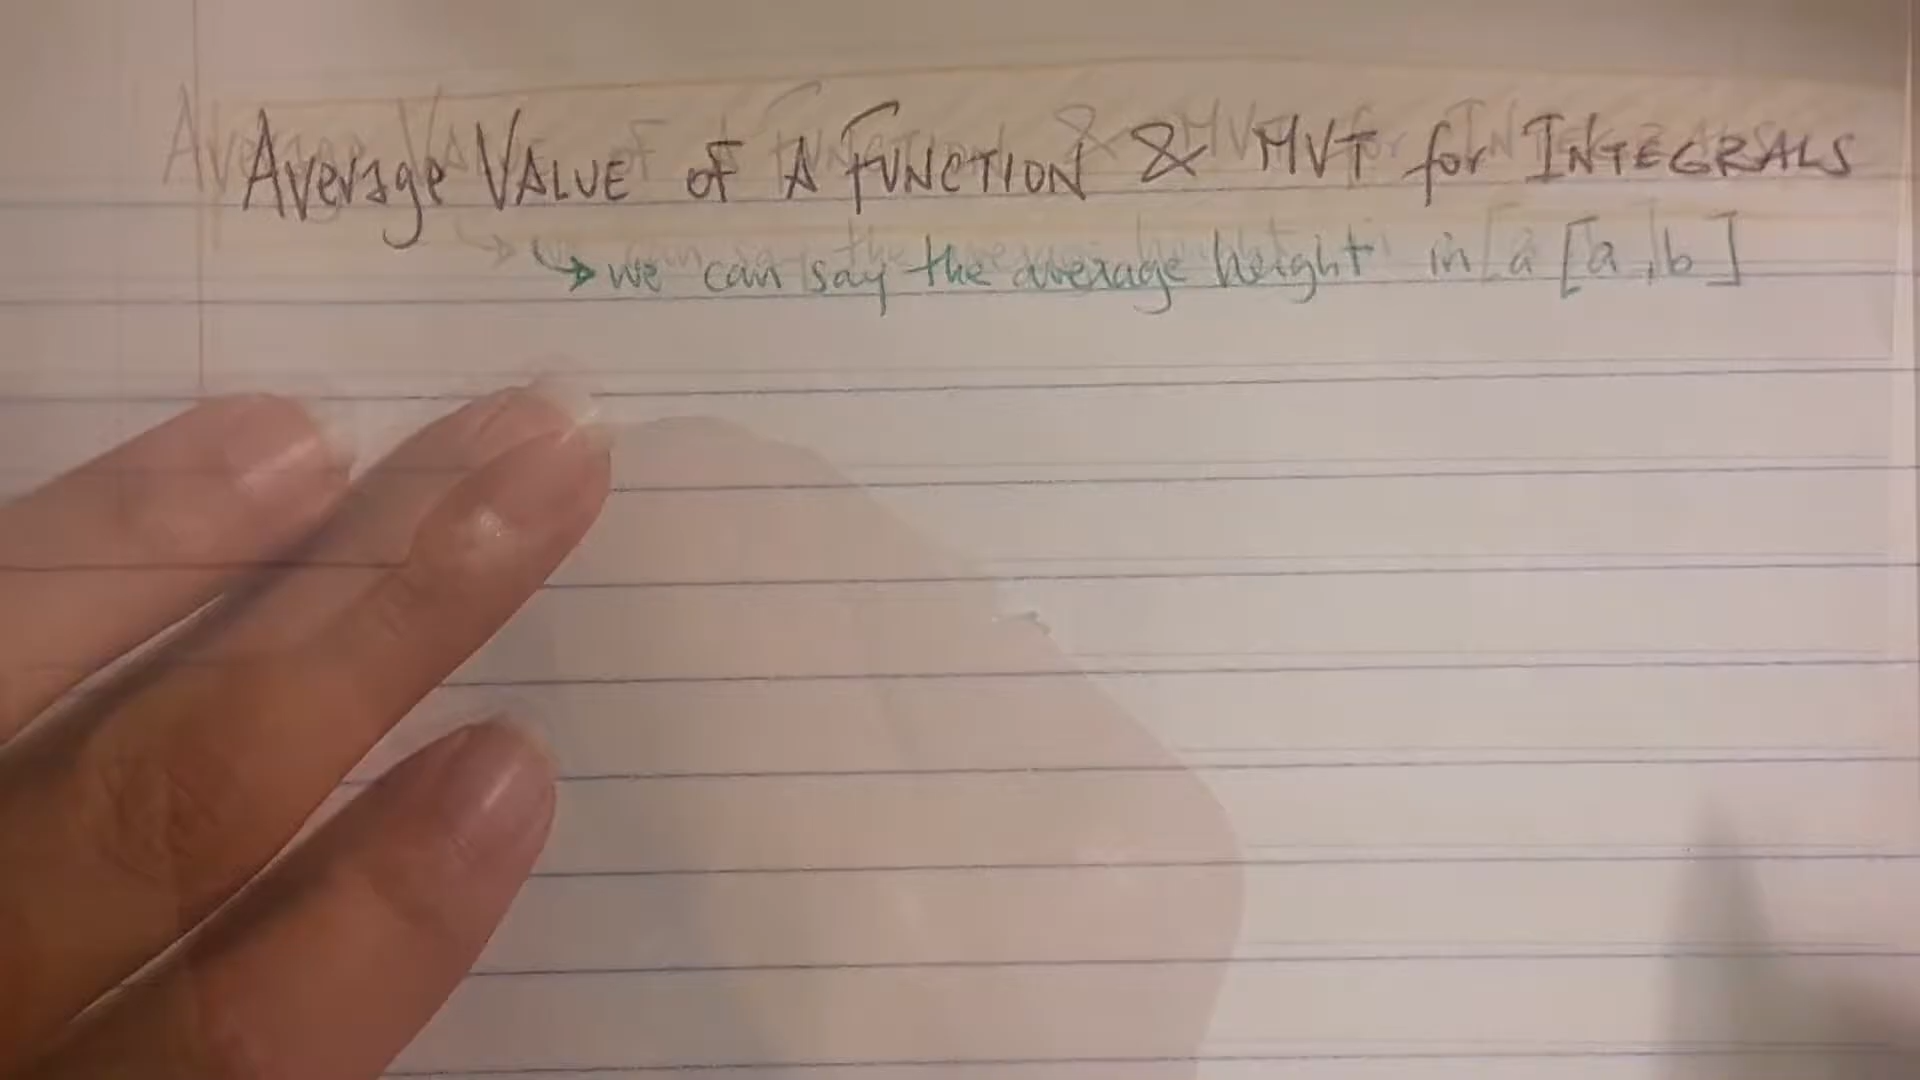 Average VALUE of A FUNCTION & MVT for INTEGRALS
→ we can say the average height in [a, b]